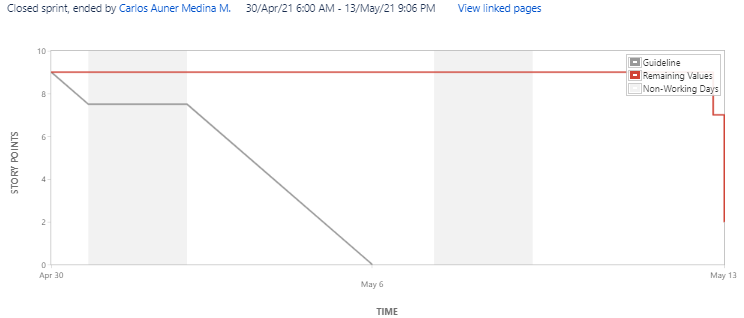 Closed sprint, ended by Carlos Auner Medina M. 30/Apr/21 6:00 AM - 13/May/21 9:06 PM View linked pages
10
Guideline
Remaining Values
Non-Working Days
8
6
4
2
0
STORY POINTS
Apr 30
May 6
May 13
TIME